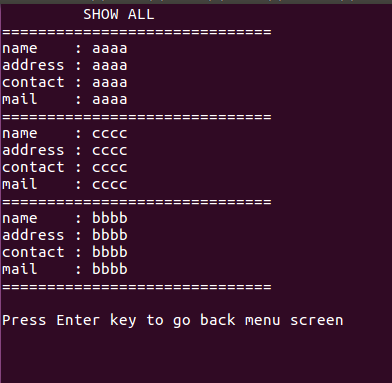 SHOW ALL
==============================
name    : aaaa
address : aaaa
contact : aaaa
mail    : aaaa
==============================
name    : cccc
address : cccc
contact : cccc
mail    : cccc
==============================
name    : bbbb
address : bbbb
contact : bbbb
mail    : bbbb
==============================
Press Enter key to go back menu screen